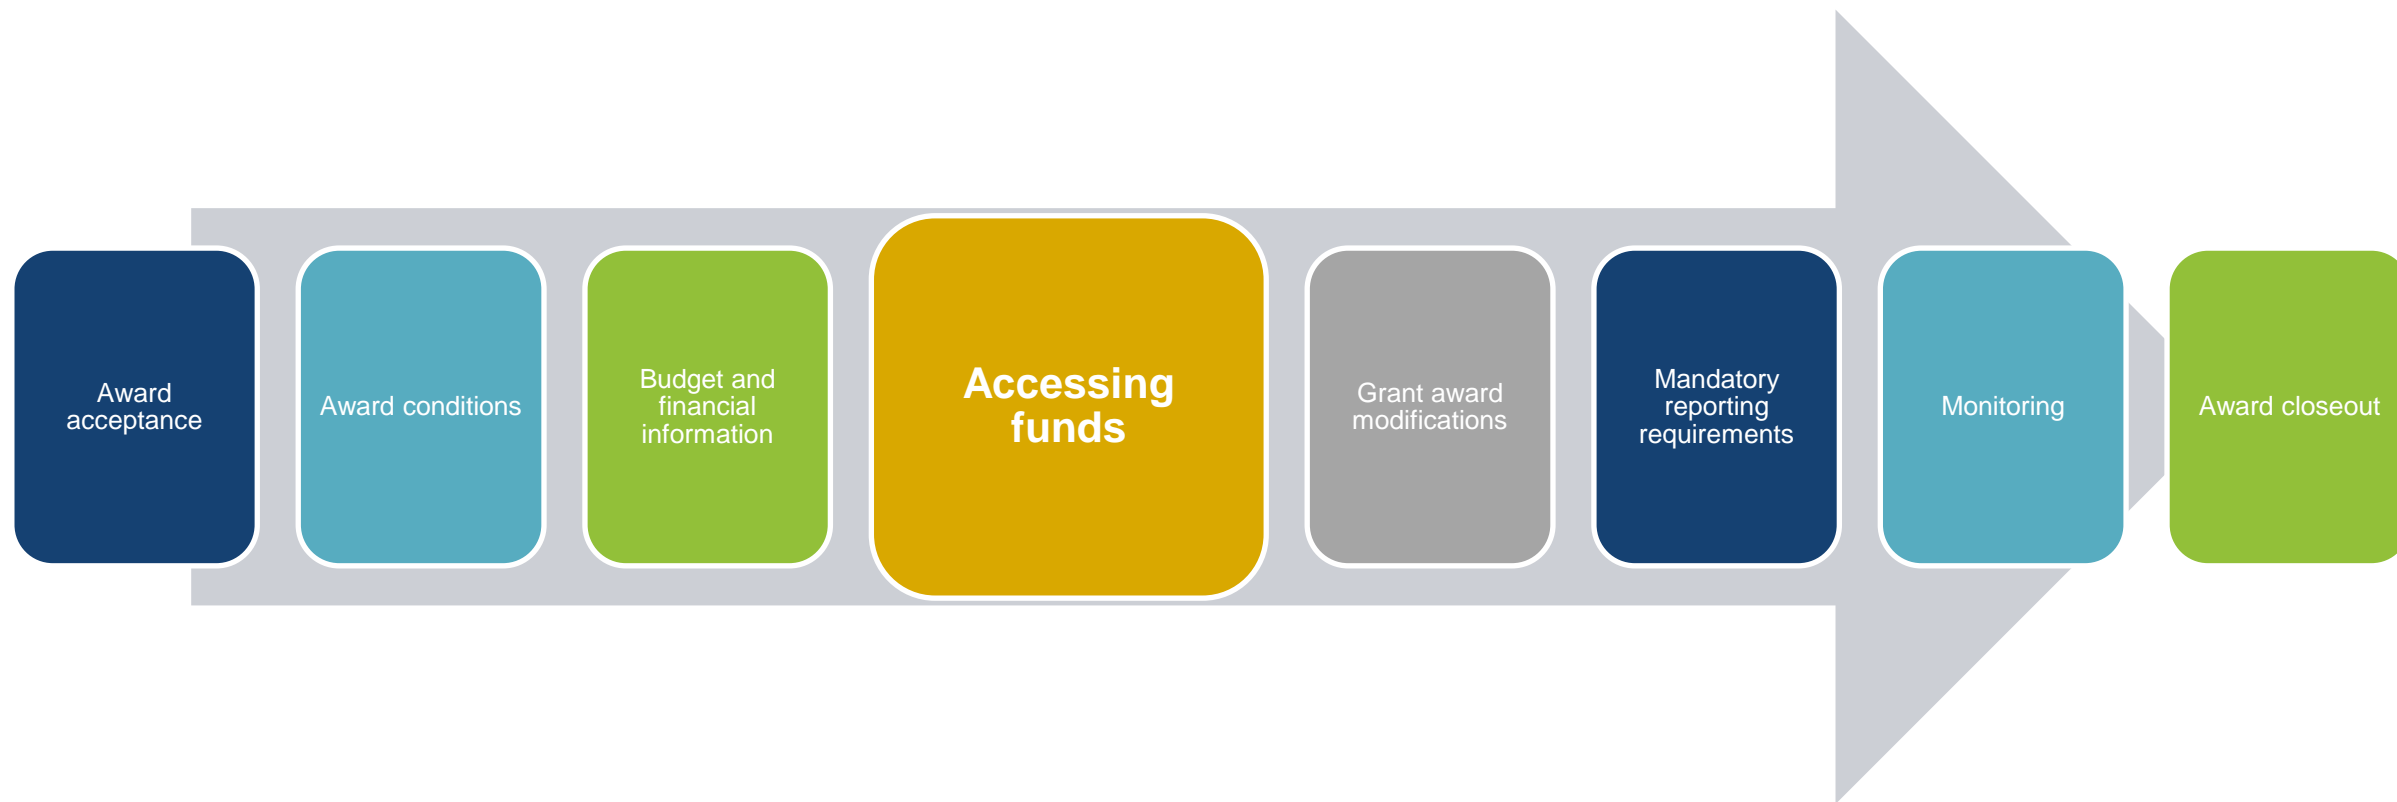 Award
acceptance
Award conditions
Budget and
financial
information
Accessing
funds
Grant award
modifications
Mandatory
reporting
requirements
Monitoring
Award closeout